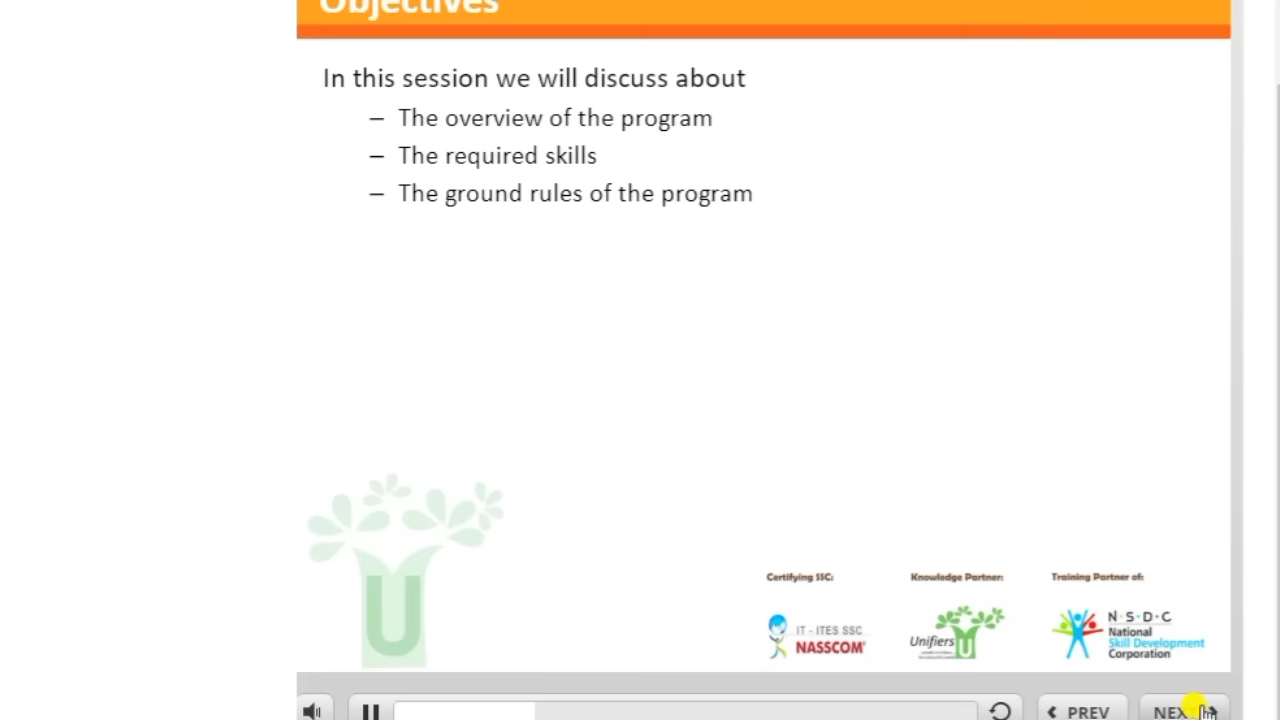 Objectives
In this session we will discuss about
– The overview of the program
– The required skills
– The ground rules of the program
Certifying SSC:
Knowledge Partner:
Training Partner of:
IT - ITES SSC
NASSCOM®
Unifiers U
N·S·D·C
National
Skill Development
Corporation
U
PREV
NEX